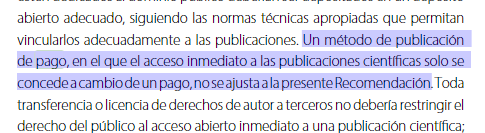 abierto adecuado, siguiendo las normas técnicas apropiadas que permitan
vincularlos adecuadamente a las publicaciones. Un método de publicación
de pago, en el que el acceso inmediato a las publicaciones científicas solo se
concede a cambio de un pago, no se ajusta a la presente Recomendación. Toda
transferencia o licencia de derechos de autor a terceros no debería restringir el
derecho del público al acceso abierto inmediato a una publicación científica;